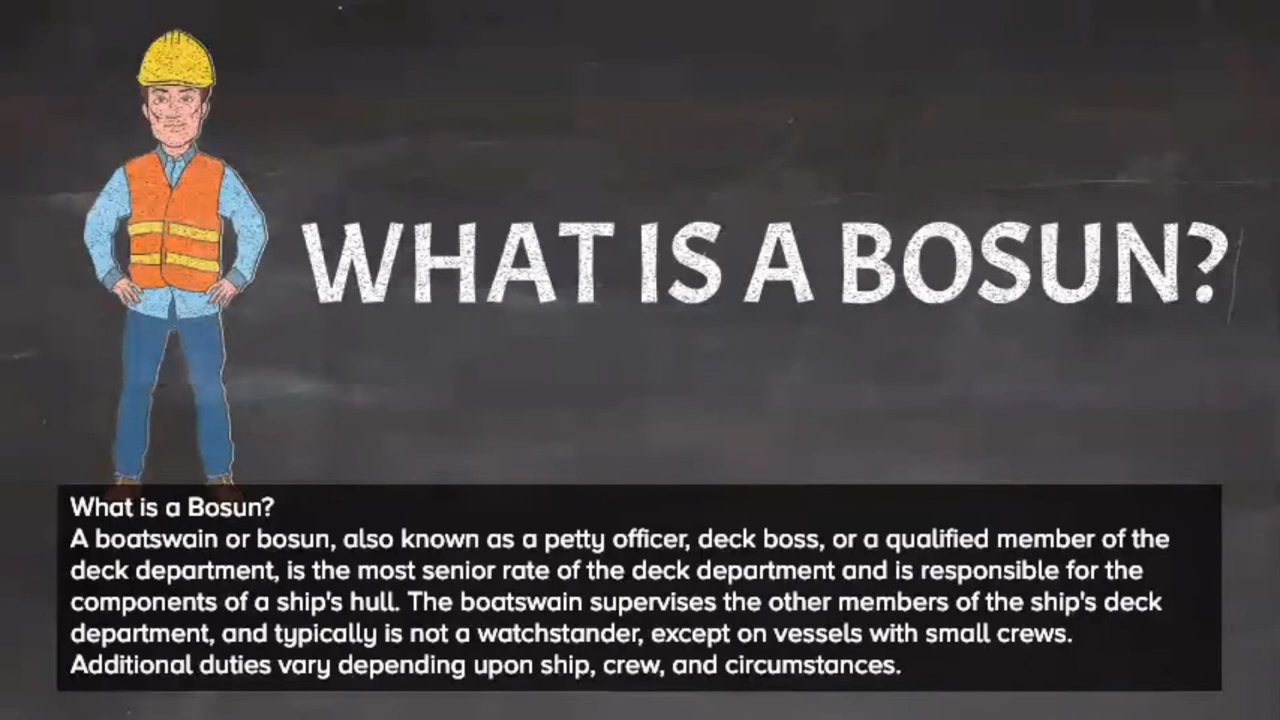 WHAT IS A BOSUN?
What is a Bosun?
A boatswain or bosun, also known as a petty officer, deck boss, or a qualified member of the
deck department, is the most senior rate of the deck department and is responsible for the
components of a ship's hull. The boatswain supervises the other members of the ship's deck
department, and typically is not a watchstander, except on vessels with small crews.
Additional duties vary depending upon ship, crew, and circumstances.